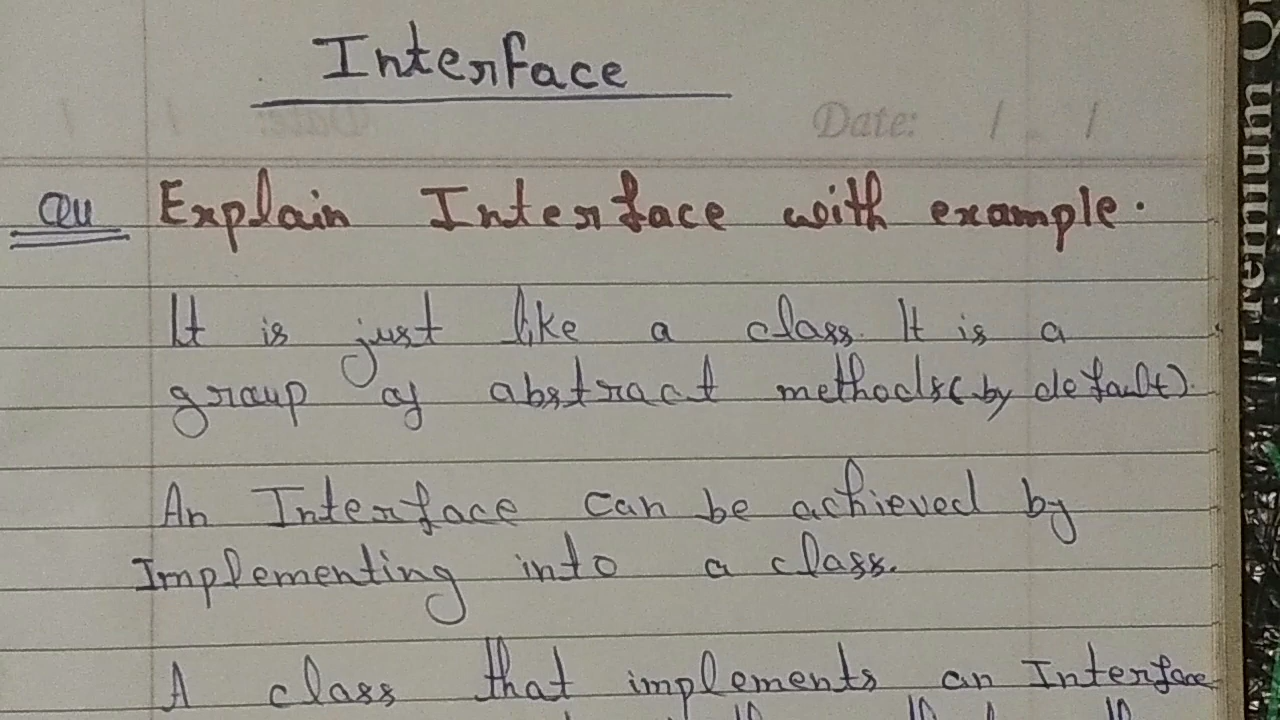 Interface
Date: / /
Qu Explain Interface with example.
It is just like a class. It is a
group of abstract methods(by default).
An Interface can be achieved by
Implementing into a class.
A class that implements an Interface